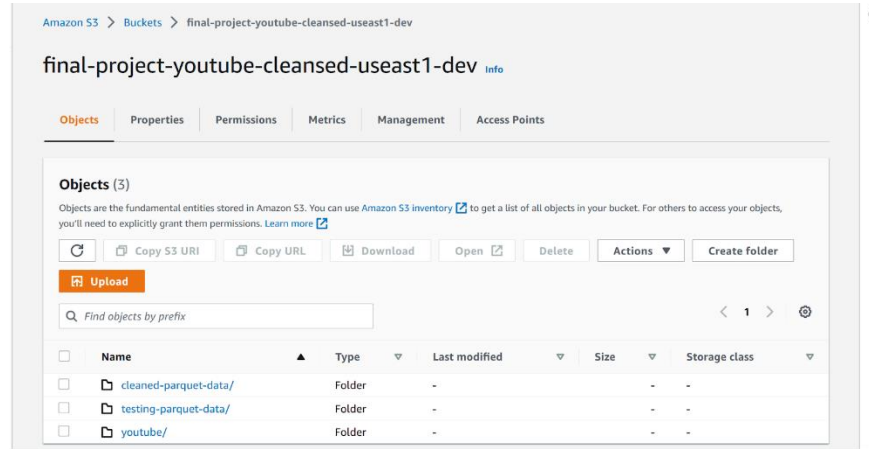 Amazon S3 > Buckets > final-project-youtube-cleansed-useast1-dev
final-project-youtube-cleansed-useast1-dev Info
Objects Properties Permissions Metrics Management Access Points
Objects (3)
Objects are the fundamental entities stored in Amazon S3. You can use Amazon S3 inventory to get a list of all objects in your bucket. For others to access your objects,
you'll need to explicitly grant them permissions. Learn more
Copy S3 URI Copy URL Download Open Delete Actions Create folder
Upload
Find objects by prefix < 1 >
Name Type Last modified Size Storage class
cleaned-parquet-data/ Folder - - -
testing-parquet-data/ Folder - - -
youtube/ Folder - - -